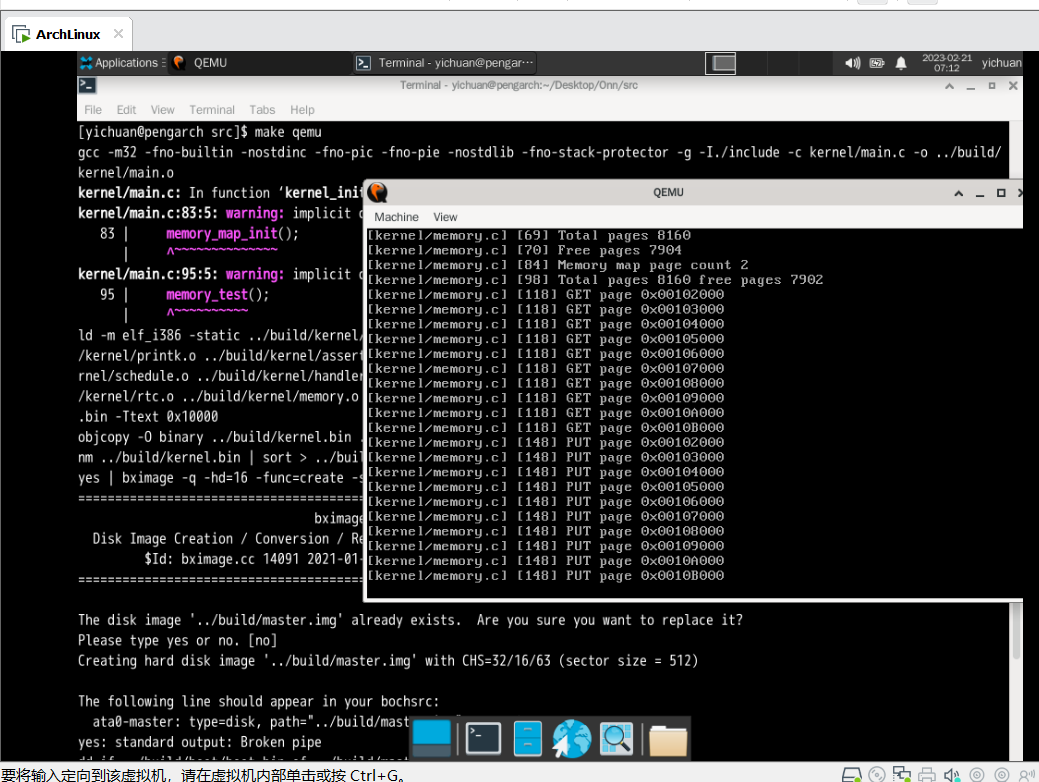 ArchLinux
Applications
QEMU
Terminal - yichuan@pengar···
2023-02-21
07:12
yichuan
Terminal - yichuan@pengarch:~/Desktop/Onn/src
File Edit View Terminal Tabs Help
[yichuan@pengarch src]$ make qemu
gcc -m32 -fno-builtin -nostdinc -fno-pic -fno-pie -nostdlib -fno-stack-protector -g -I./include -c kernel/main.c -o ../build/
kernel/main.o
kernel/main.c: In function ‘kernel_init
kernel/main.c:83:5: warning: implicit
83 | memory_map_init();
| ^~~~~~~~~~~~~~~
kernel/main.c:95:5: warning: implicit
95 | memory_test();
| ^~~~~~~~~~~
ld -m elf_i386 -static ../build/kernel/
/kernel/printk.o ../build/kernel/assert
rnel/schedule.o ../build/kernel/handler
/kernel/rtc.o ../build/kernel/memory.o
.bin -Ttext 0x10000
objcopy -O binary ../build/kernel.bin
nm ../build/kernel.bin | sort > ../buil
yes | bximage -q -hd=16 -func=create -s
========================================
bximage
Disk Image Creation / Conversion / Re
$Id: bximage.cc 14091 2021-01-
========================================
The disk image '../build/master.img' already exists. Are you sure you want to replace it?
Please type yes or no. [no]
Creating hard disk image '../build/master.img' with CHS=32/16/63 (sector size = 512)
The following line should appear in your bochsrc:
ata0-master: type=disk, path="../build/mast
yes: standard output: Broken pipe
QEMU
Machine View
[kernel/memory.c] [69] Total pages 8160
[kernel/memory.c] [70] Free pages 7904
[kernel/memory.c] [84] Memory map page count 2
[kernel/memory.c] [98] Total pages 8160 free pages 7902
[kernel/memory.c] [118] GET page 0x00102000
[kernel/memory.c] [118] GET page 0x00103000
[kernel/memory.c] [118] GET page 0x00104000
[kernel/memory.c] [118] GET page 0x00105000
[kernel/memory.c] [118] GET page 0x00106000
[kernel/memory.c] [118] GET page 0x00107000
[kernel/memory.c] [118] GET page 0x00108000
[kernel/memory.c] [118] GET page 0x00109000
[kernel/memory.c] [118] GET page 0x0010A000
[kernel/memory.c] [118] GET page 0x0010B000
[kernel/memory.c] [148] PUT page 0x00102000
[kernel/memory.c] [148] PUT page 0x00103000
[kernel/memory.c] [148] PUT page 0x00104000
[kernel/memory.c] [148] PUT page 0x00105000
[kernel/memory.c] [148] PUT page 0x00106000
[kernel/memory.c] [148] PUT page 0x00107000
[kernel/memory.c] [148] PUT page 0x00108000
[kernel/memory.c] [148] PUT page 0x00109000
[kernel/memory.c] [148] PUT page 0x0010A000
[kernel/memory.c] [148] PUT page 0x0010B000
要将输入定向到该虚拟机，请在虚拟机内部单击或按 Ctrl+G。